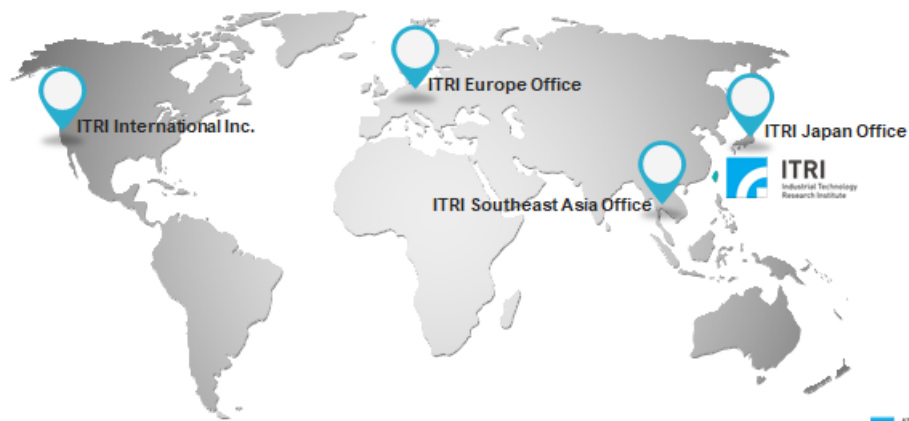 ITRI Europe Office
ITRI International Inc.
ITRI Japan Office
ITRI
Industrial Technology
Research Institute
ITRI Southeast Asia Office